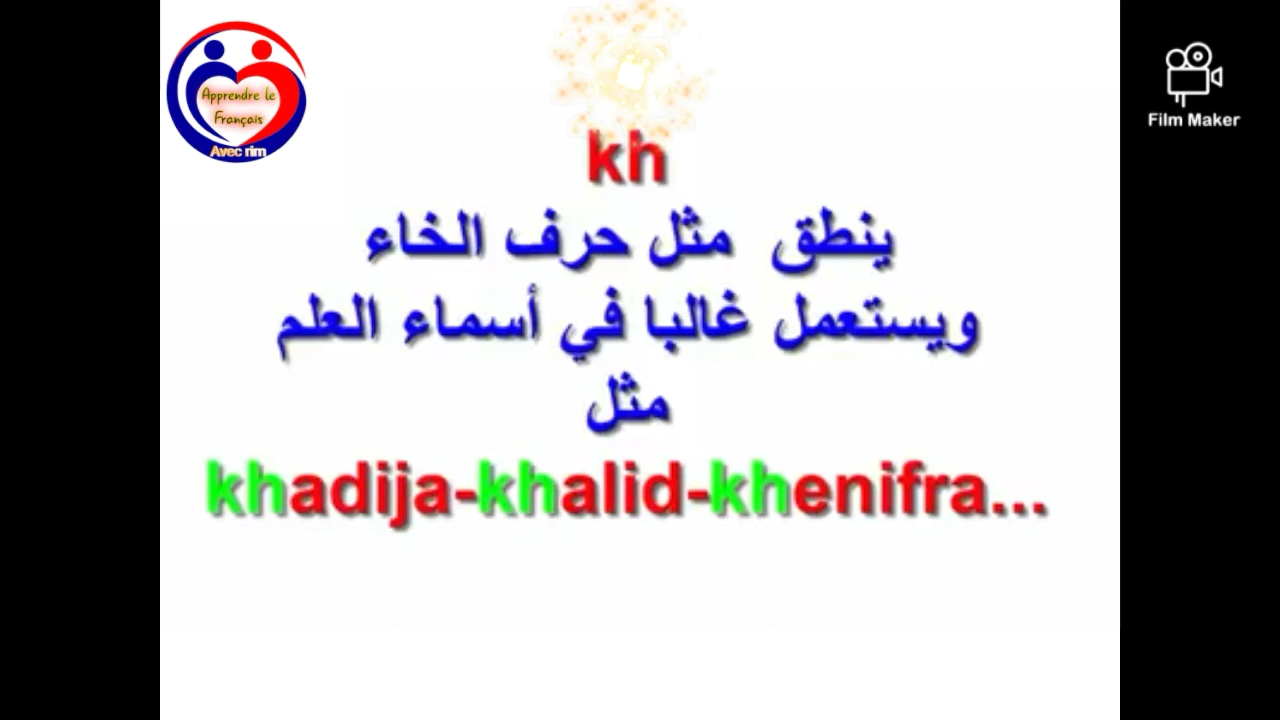 Apprendre le
Français
Avec rim
Film Maker
kh
ينطق مثل حرف الخاء
ويستعمل غالبا في أسماء العلم
مثل
khadija-khalid-khenifra...